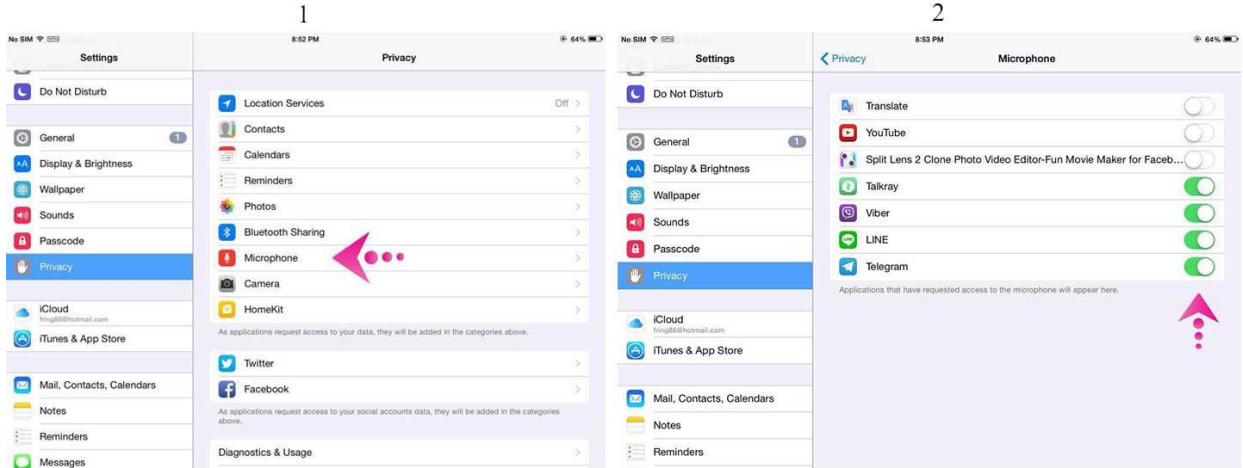 1
No SIM
8:52 PM
64%
Settings
Privacy
Do Not Disturb
General
1
Display & Brightness
Wallpaper
Sounds
Passcode
Privacy
iCloud
fring86@hotmail.com
iTunes & App Store
Mail, Contacts, Calendars
Notes
Reminders
Messages
Location Services
Off
Contacts
Calendars
Reminders
Photos
Bluetooth Sharing
Microphone
Camera
HomeKit
As applications request access to your data, they will be added in the categories above.
Twitter
Facebook
As applications request access to your social accounts data, they will be added in the categories
above.
Diagnostics & Usage
2
No SIM
8:53 PM
64%
Settings
Privacy
Microphone
Do Not Disturb
General
1
Display & Brightness
Wallpaper
Sounds
Passcode
Privacy
iCloud
fring86@hotmail.com
iTunes & App Store
Mail, Contacts, Calendars
Notes
Reminders
Translate
YouTube
Split Lens 2 Clone Photo Video Editor-Fun Movie Maker for Faceb...
Talkray
Viber
LINE
Telegram
Applications that have requested access to the microphone will appear here.